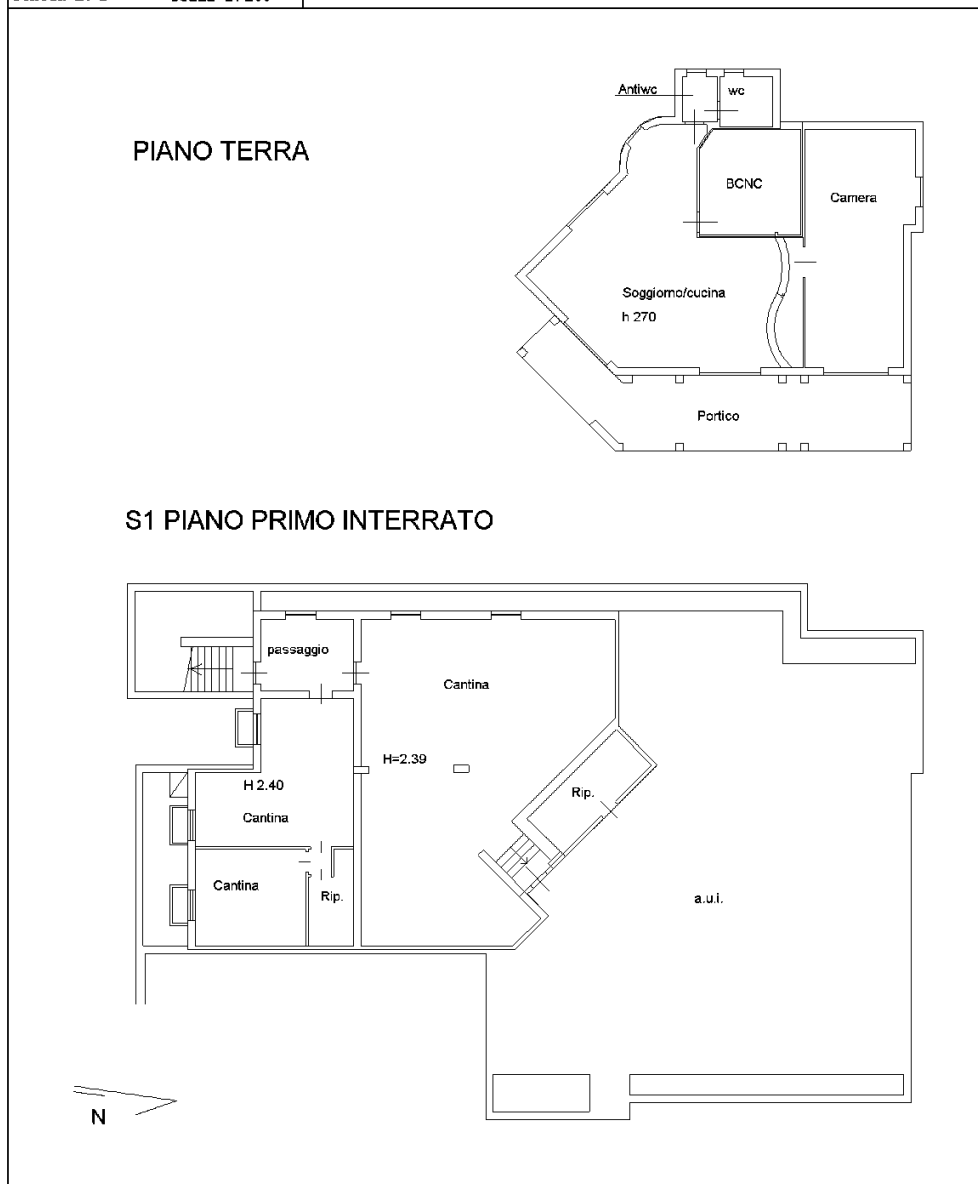 Antiwc
wc
PIANO TERRA
BCNC
Camera
Soggiorno/cucina
h 270
Portico
S1 PIANO PRIMO INTERRATO
passaggio
Cantina
H=2.39
H 2.40
Rip.
Cantina
Cantina
Rip.
a.u.i.
N